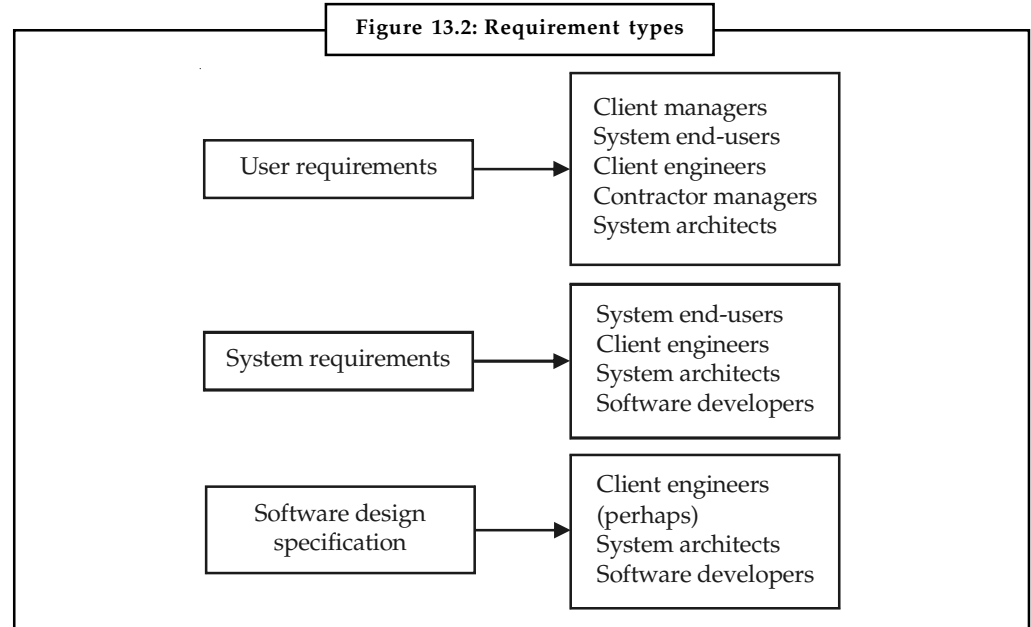 Figure 13.2: Requirement types
User requirements
Client managers
System end-users
Client engineers
Contractor managers
System architects
System requirements
System end-users
Client engineers
System architects
Software developers
Software design
specification
Client engineers
(perhaps)
System architects
Software developers